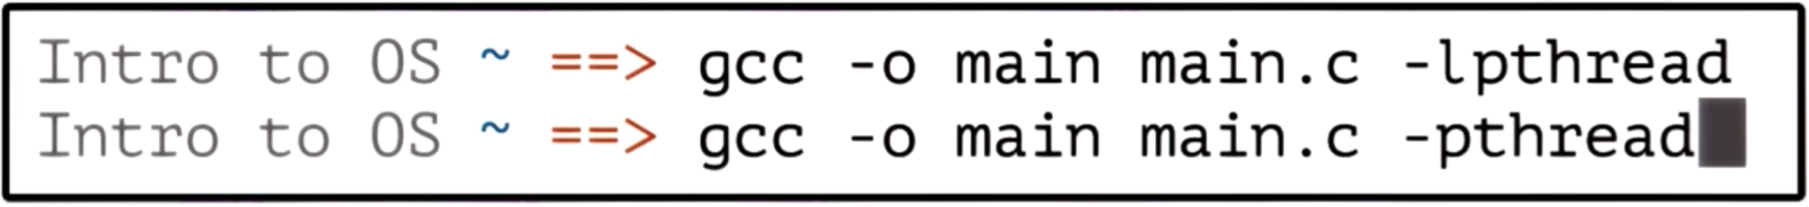 Intro to OS ~ ==> gcc -o main main.c -lpthread
Intro to OS ~ ==> gcc -o main main.c -pthread